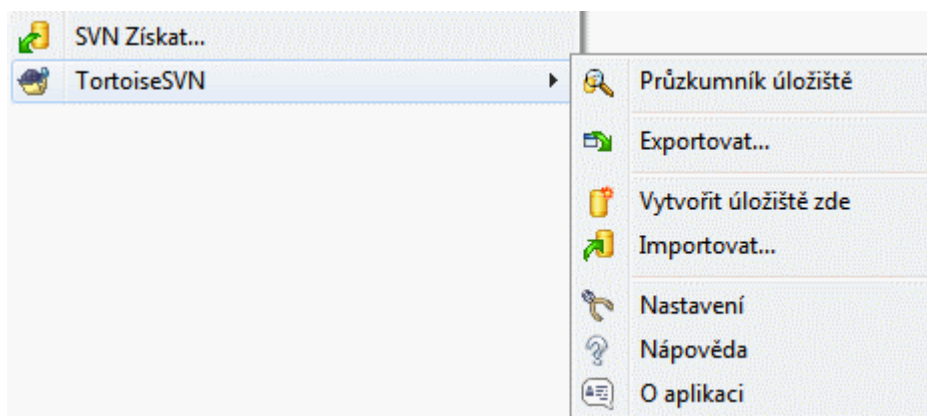 SVN Získat...
TortoiseSVN
Průzkumník úložiště
Exportovat...
Vytvořit úložiště zde
Importovat...
Nastavení
Nápověda
O aplikaci